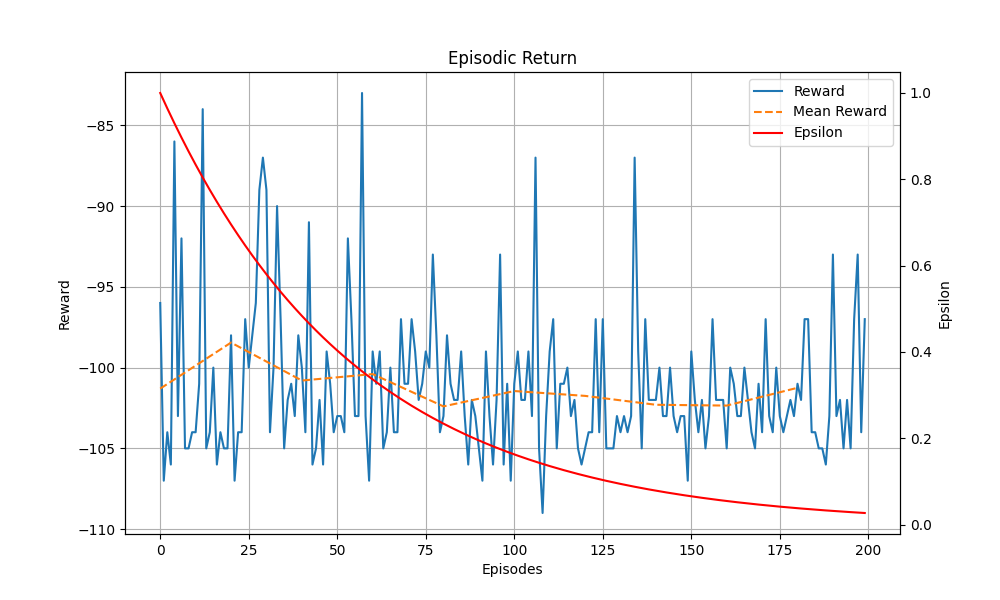 Episodic Return
Reward
Mean Reward
Epsilon
−85
−90
−95
−100
−105
−110
Reward
1.0
0.8
0.6
0.4
0.2
0.0
Epsilon
0 25 50 75 100 125 150 175 200
Episodes